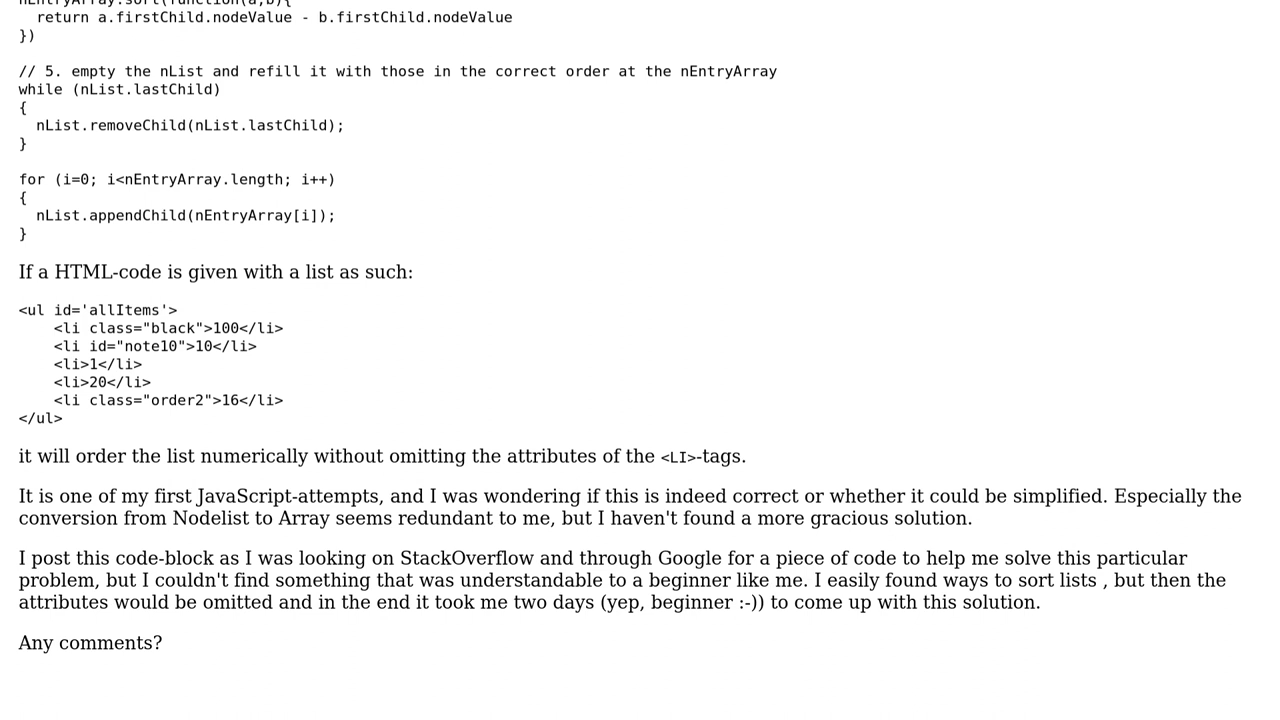 nEntryArray.sort(function(a,b){
  return a.firstChild.nodeValue - b.firstChild.nodeValue
})
// 5. empty the nList and refill it with those in the correct order at the nEntryArray
while (nList.lastChild)
{
  nList.removeChild(nList.lastChild);
}
for (i=0; i<nEntryArray.length; i++)
{
  nList.appendChild(nEntryArray[i]);
}
If a HTML-code is given with a list as such:
<ul id='allItems'>
    <li class="black">100</li>
    <li id="note10">10</li>
    <li>1</li>
    <li>20</li>
    <li class="order2">16</li>
</ul>
it will order the list numerically without omitting the attributes of the <LI>-tags.
It is one of my first JavaScript-attempts, and I was wondering if this is indeed correct or whether it could be simplified. Especially the
conversion from Nodelist to Array seems redundant to me, but I haven't found a more gracious solution.
I post this code-block as I was looking on StackOverflow and through Google for a piece of code to help me solve this particular
problem, but I couldn't find something that was understandable to a beginner like me. I easily found ways to sort lists , but then the
attributes would be omitted and in the end it took me two days (yep, beginner :-)) to come up with this solution.
Any comments?